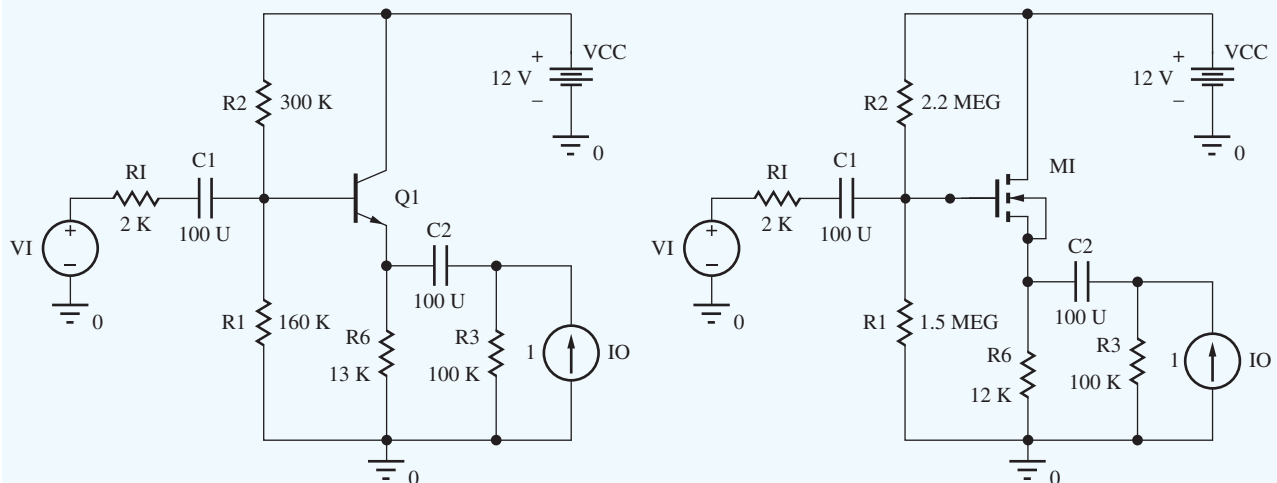 VCC
+
12 V
−
R2
300 K
0
RI
C1
2 K
100 U
Q1
VI
+
−
0
C2
100 U
R1
160 K
R6
13 K
R3
100 K
1
IO
0
VCC
+
12 V
−
R2
2.2 MEG
0
RI
C1
2 K
100 U
MI
VI
+
−
0
C2
100 U
R1
1.5 MEG
R6
12 K
R3
100 K
1
IO
0